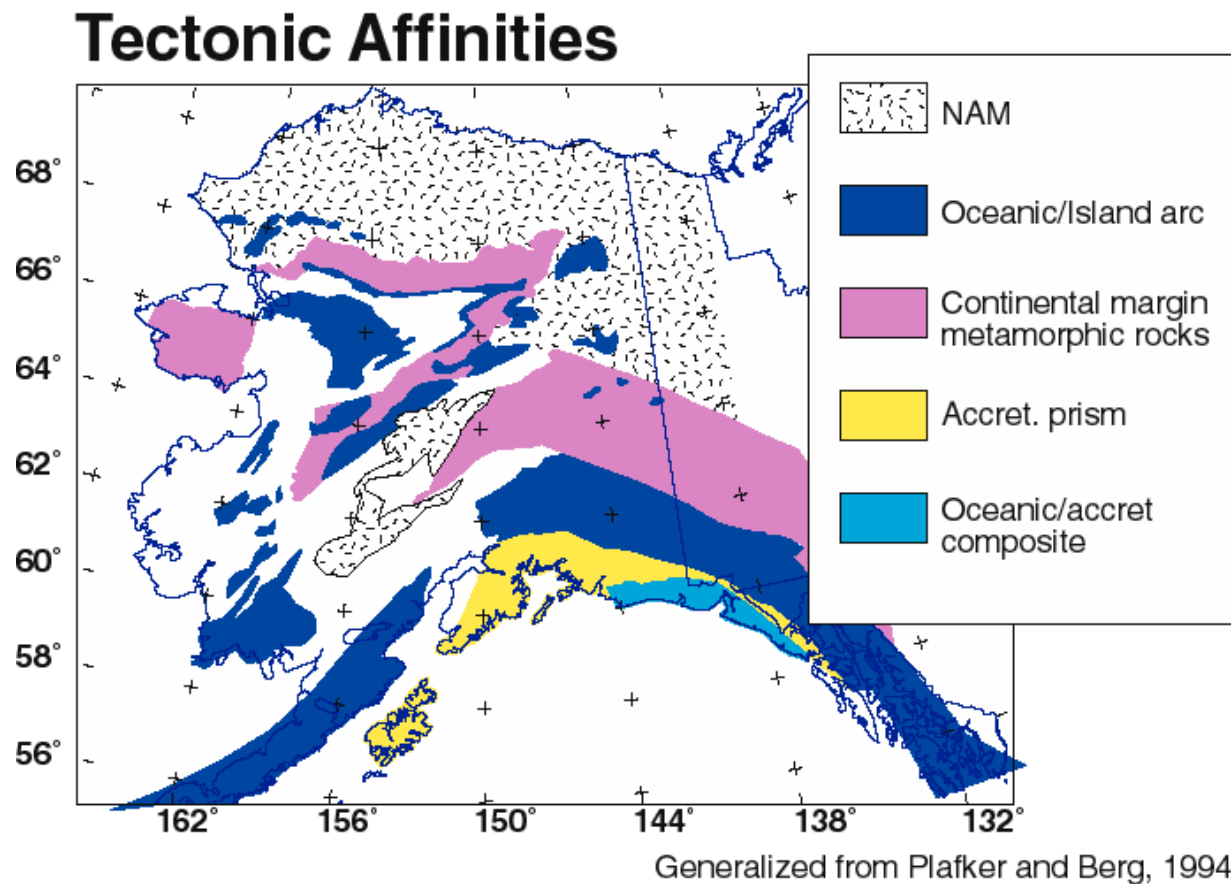 Tectonic Affinities
NAM
Oceanic/Island arc
Continental margin
metamorphic rocks
Accret. prism
Oceanic/accret
composite
68°
66°
64°
62°
60°
58°
56°
162° 156° 150° 144° 138° 132°
Generalized from Plafker and Berg, 1994